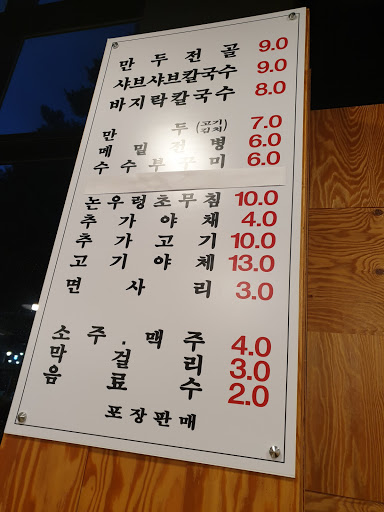 만두전골 9.0
샤브샤브칼국수 9.0
바지락칼국수 8.0
만두(고기 김치) 7.0
메밀전병 6.0
수수부꾸미 6.0
논우렁초무침 10.0
추가야채 4.0
추가고기 10.0
고기야체 13.0
면사리 3.0
소주.맥주 4.0
막걸리 3.0
음료수 2.0
포장판매